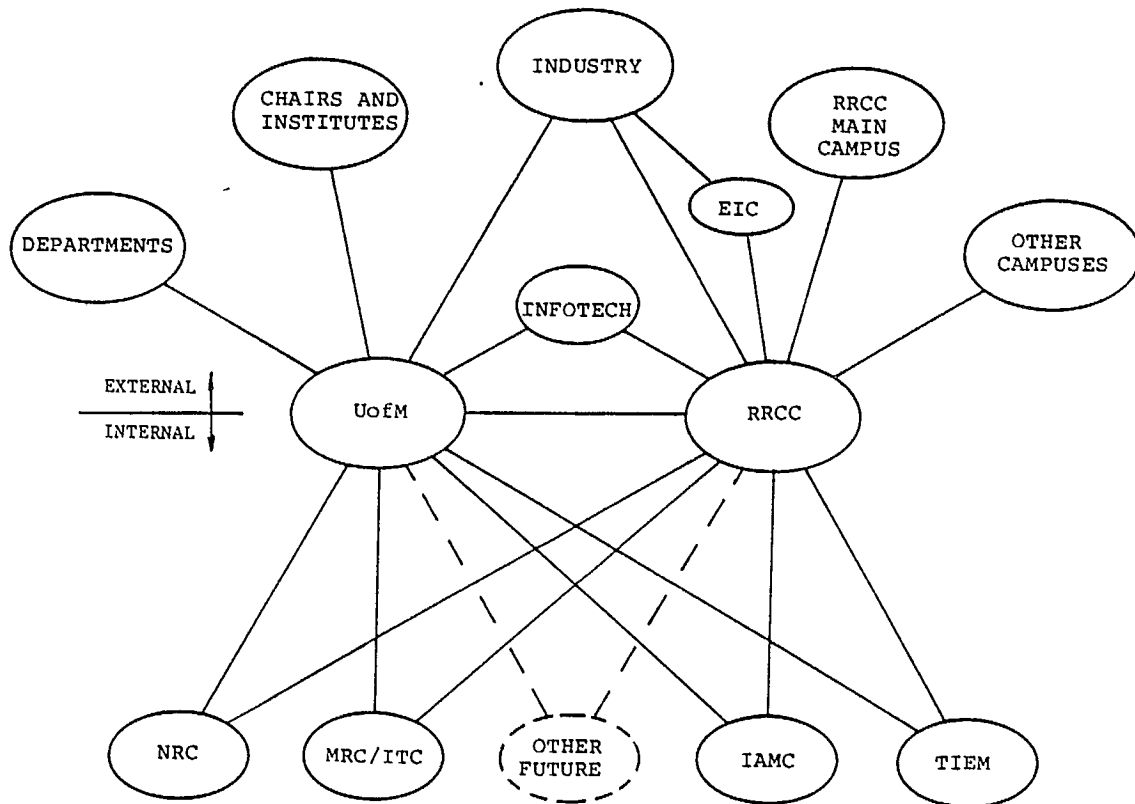 INDUSTRY
CHAIRS AND
INSTITUTES
RRCC
MAIN
CAMPUS
EIC
DEPARTMENTS
OTHER
CAMPUSES
INFOTECH
EXTERNAL
INTERNAL
UofM
RRCC
NRC
MRC/ITC
OTHER
FUTURE
IAMC
TIEM